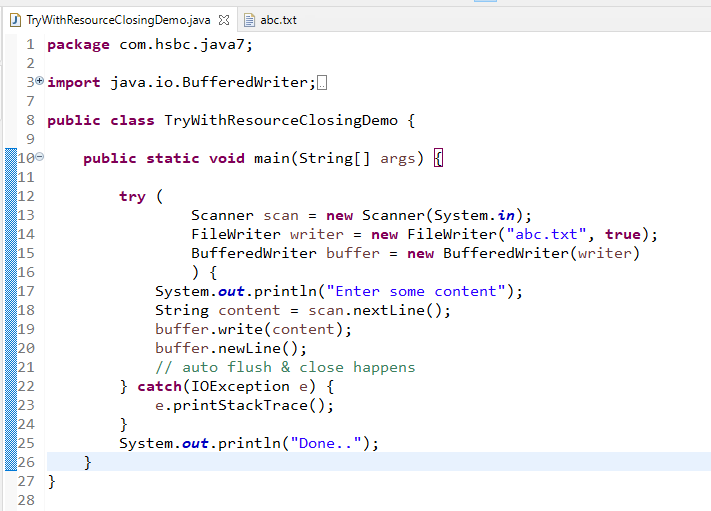 TryWithResourceClosingDemo.java abc.txt
1 package com.hsbc.java7;
2
3 import java.io.BufferedWriter;
7
8 public class TryWithResourceClosingDemo {
9
10 public static void main(String[] args) {
11
12 try (
13 Scanner scan = new Scanner(System.in);
14 FileWriter writer = new FileWriter("abc.txt", true);
15 BufferedWriter buffer = new BufferedWriter(writer)
16 ) {
17 System.out.println("Enter some content");
18 String content = scan.nextLine();
19 buffer.write(content);
20 buffer.newLine();
21 // auto flush & close happens
22 } catch(IOException e) {
23 e.printStackTrace();
24 }
25 System.out.println("Done..");
26 }
27 }
28